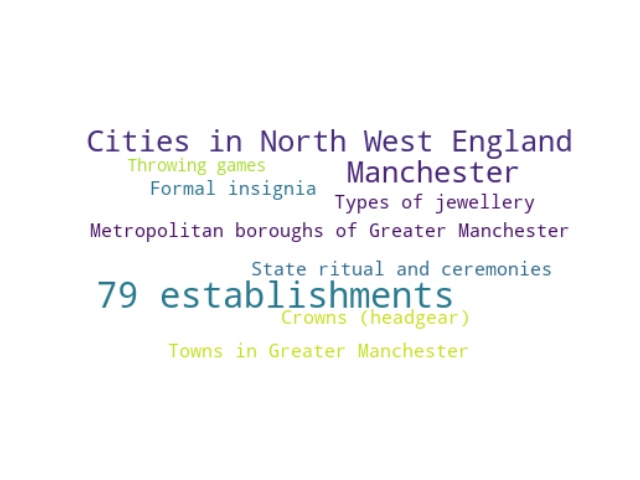 Cities in North West England
Throwing games
Manchester
Formal insignia
Types of jewellery
Metropolitan boroughs of Greater Manchester
State ritual and ceremonies
79 establishments
Crowns (headgear)
Towns in Greater Manchester